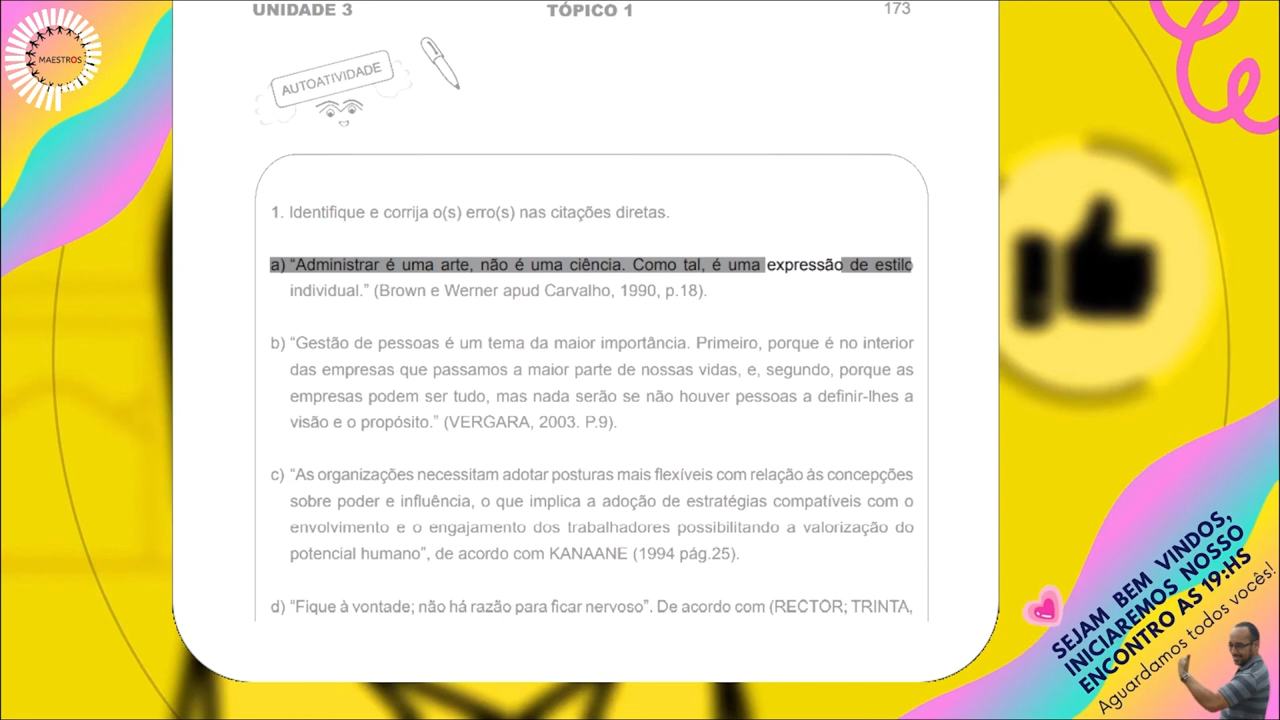 UNIDADE 3 TÓPICO 1 173
MAESTROS
AUTOATIVIDADE
1. Identifique e corrija o(s) erro(s) nas citações diretas.
a) “Administrar é uma arte, não é uma ciência. Como tal, é uma expressão de estilo
individual.” (Brown e Werner apud Carvalho, 1990, p.18).
b) “Gestão de pessoas é um tema da maior importância. Primeiro, porque é no interior
das empresas que passamos a maior parte de nossas vidas, e, segundo, porque as
empresas podem ser tudo, mas nada serão se não houver pessoas a definir-lhes a
visão e o propósito.” (VERGARA, 2003. P.9).
c) “As organizações necessitam adotar posturas mais flexíveis com relação às concepções
sobre poder e influência, o que implica a adoção de estratégias compatíveis com o
envolvimento e o engajamento dos trabalhadores possibilitando a valorização do
potencial humano”, de acordo com KANAANE (1994 pág.25).
d) “Fique à vontade; não há razão para ficar nervoso”. De acordo com (RECTOR; TRINTA,
SEJAM BEM VINDOS,
INICIAREMOS NOSSO
ENCONTRO AS 19:HS
Aguardamos todos vocês!